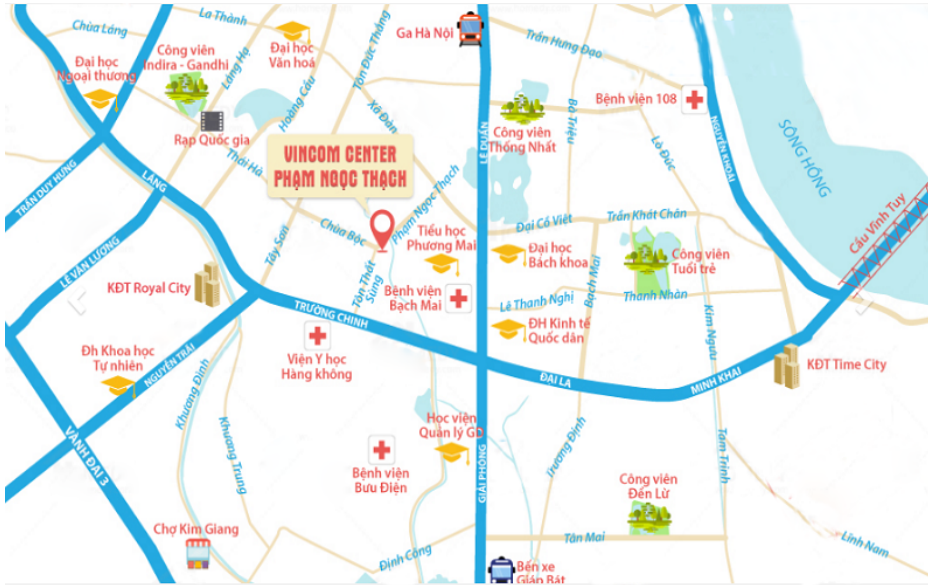 La Thành
Chùa Láng
Đại học
Ngoại thương
Công viên
Indira - Gandhi
Láng Hạ
Đại học
Văn hoá
Hoàng Cầu
Tôn Đức Thắng
Xã Đàn
Ga Hà Nội
Trần Hưng Đạo
LÊ DUẨN
Bà Triệu
Bệnh viện 108
Công viên
Thống Nhất
Lò Đúc
NGUYỄN KHOÁI
SÔNG HỒNG
Cầu Vĩnh Tuy
Rạp Quốc gia
Thái Hà
VINCOM CENTER
PHẠM NGỌC THẠCH
TRẦN DUY HƯNG
LÁNG
LÊ VĂN LƯƠNG
Tây Sơn
Chùa Bộc
Phạm Ngọc Thạch
Tôn Thất
Sùng
Tiểu học
Phương Mai
Đại Cồ Việt
Trần Khát Chân
Đại học
Bách khoa
Bạch Mai
Công viên
Tuổi trẻ
KĐT Royal City
TRƯỜNG CHINH
Bệnh viện
Bạch Mai
Lê Thanh Nghị
Thanh Nhàn
Kim Ngưu
ĐH Kinh tế
Quốc dân
Viện Y học
Hàng không
Đh Khoa học
Tự nhiên
NGUYỄN TRÃI
Khương Đình
ĐẠI LA
MINH KHAI
KĐT Time City
Khương Trung
VÀNH ĐAI 3
Học viện
Quản lý GD
Bệnh viện
Bưu Điện
GIẢI PHÓNG
Trương Định
Tam Trinh
Công viên
Đền Lừ
Chợ Kim Giang
Định Công
Tân Mai
Lĩnh Nam
Bến xe
Giáp Bát